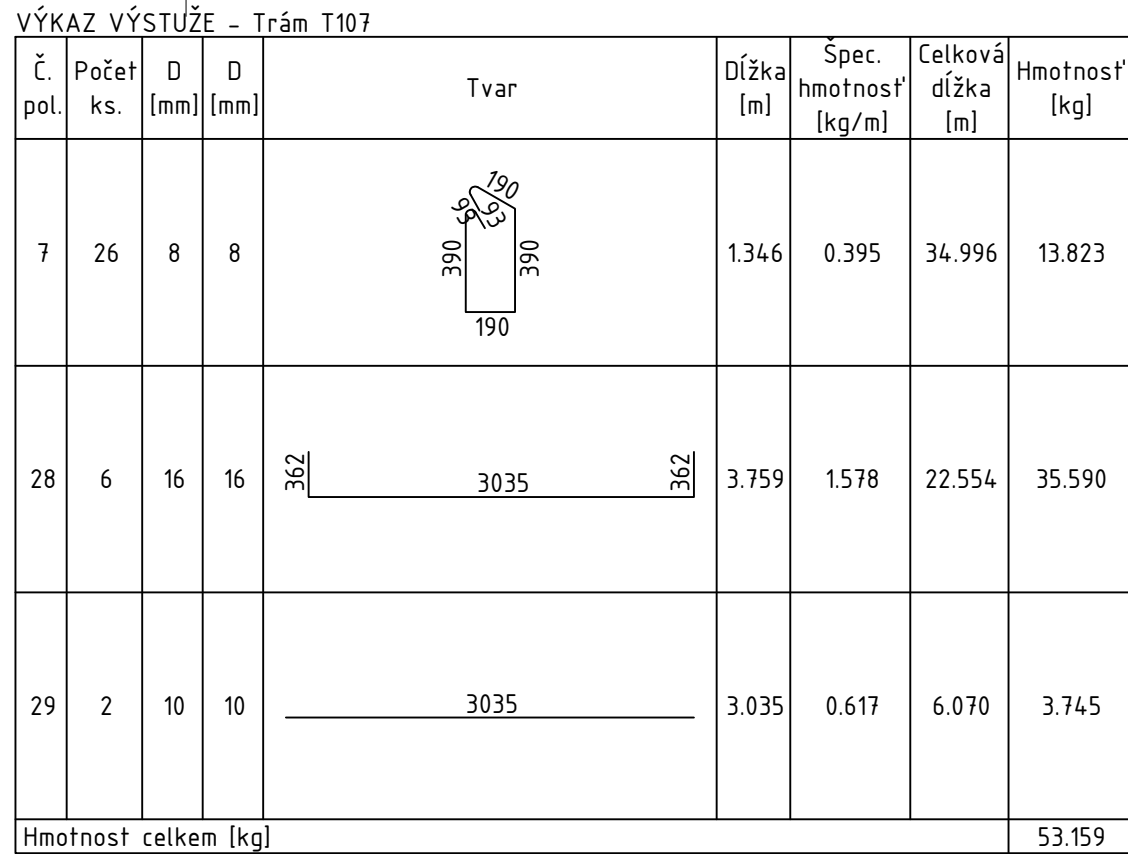 VÝKAZ VÝSTUŽE – Trám T107
Č. pol. Počet ks. D [mm] D [mm] Tvar Dĺžka [m] Špec. hmotnosť [kg/m] Celková dĺžka [m] Hmotnosť [kg]
7 26 8 8 1.346 0.395 34.996 13.823
190
93 93
390 390
190
28 6 16 16 3.759 1.578 22.554 35.590
362 3035 362
29 2 10 10 3035 3.035 0.617 6.070 3.745
Hmotnost celkem [kg] 53.159